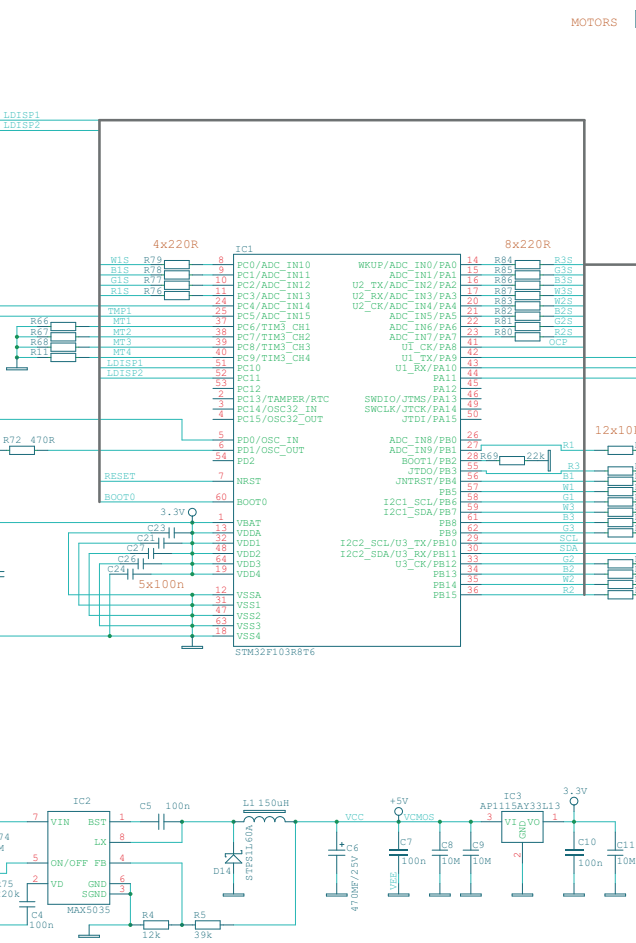 MOTORS
LDISP1
LDISP2
4x220R
8x220R
IC1
W1S R79 8 PC0/ADC_IN10 WKUP/ADC_IN0/PA0 14 R84 R3S
B1S R78 9 PC1/ADC_IN11 ADC_IN1/PA1 15 R85 G3S
G1S R77 10 PC2/ADC_IN12 U2_TX/ADC_IN2/PA2 16 R86 B3S
R1S R76 11 PC3/ADC_IN13 U2_RX/ADC_IN3/PA3 17 R87 W3S
24 PC4/ADC_IN14 U2_CK/ADC_IN4/PA4 20 R83 W2S
TMP1 25 PC5/ADC_IN15 ADC_IN5/PA5 21 R82 B2S
R66 MT1 37 PC6/TIM3_CH1 ADC_IN6/PA6 22 R81 G2S
R67 MT2 38 PC7/TIM3_CH2 ADC_IN7/PA7 23 R80 R2S
R68 MT3 39 PC8/TIM3_CH3 U1_CK/PA8 41 OCP
R11 MT4 40 PC9/TIM3_CH4 U1_TX/PA9 42
LDISP1 51 PC10 U1_RX/PA10 43
LDISP2 52 PC11 PA11 44
53 PC12 PA12 45
2 PC13/TAMPER/RTC SWDIO/JTMS/PA13 46
3 PC14/OSC32_IN SWCLK/JTCK/PA14 49
4 PC15/OSC32_OUT JTDI/PA15 50
12x10
5 PD0/OSC_IN ADC_IN8/PB0 26
R72 470R 6 PD1/OSC_OUT ADC_IN9/PB1 27 R1
54 PD2 BOOT1/PB2 28 R69 22k
JTDO/PB3 55 R3
RESET 7 NRST JNTRST/PB4 56 B1
PB5 57 W1
BOOT0 60 BOOT0 I2C1_SCL/PB6 58 G1
I2C1_SDA/PB7 59 W3
3.3V 1 VBAT PB8 61 B3
C23 13 VDDA PB9 62 G3
C21 32 VDD1 I2C2_SCL/U3_TX/PB10 29 SCL
C27 48 VDD2 I2C2_SDA/U3_RX/PB11 30 SDA
C26 64 VDD3 U3_CK/PB12 33 G2
C24 19 VDD4 PB13 34 B2
5x100n
PB14 35 W2
12 VSSA PB15 36 R2
31 VSS1
47 VSS2
63 VSS3
18 VSS4
STM32F103R8T6
IC2
C5 100n
L1 150uH
+5V
IC3
AP1115AY33L13
3.3V
7 VIN BST 1
VCC
VCMOS
3 VI VO 1
GND
2
LX 8
5 ON/OFF FB 4
2 VD GND 6
SGND 3
MAX5035
C4
100n
D14
STPS1L60A
+
C6
470MF/25V
C7
100n
VEE
C8
10M
C9
10M
C10
100n
C11
10M
R4
12k
R5
39k
74
M
R75
20k